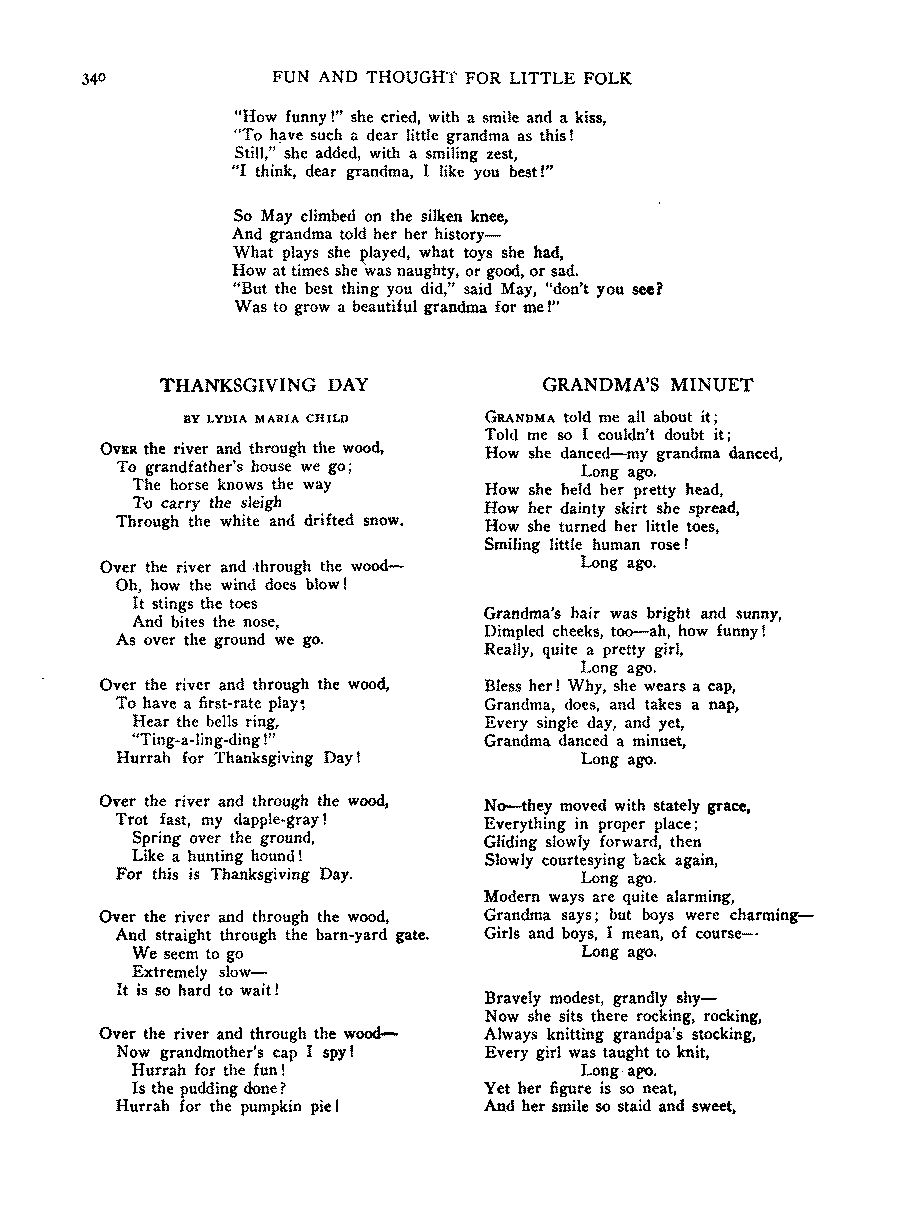 340 FUN AND THOUGHT FOR LITTLE FOLK
"How funny!" she cried, with a smile and a kiss,
"To have such a dear little grandma as this!
Still," she added, with a smiling zest,
"I think, dear grandma, I like you best!"
So May climbed on the silken knee,
And grandma told her her history—
What plays she played, what toys she had,
How at times she was naughty, or good, or sad.
"But the best thing you did," said May, "don't you see?
Was to grow a beautiful grandma for me!"
THANKSGIVING DAY
BY LYDIA MARIA CHILD
OVER the river and through the wood,
To grandfather's house we go;
The horse knows the way
To carry the sleigh
Through the white and drifted snow.
Over the river and through the wood—
Oh, how the wind does blow!
It stings the toes
And bites the nose,
As over the ground we go.
Over the river and through the wood,
To have a first-rate play;
Hear the bells ring,
"Ting-a-ling-ding!"
Hurrah for Thanksgiving Day!
Over the river and through the wood,
Trot fast, my dapple-gray!
Spring over the ground,
Like a hunting hound!
For this is Thanksgiving Day.
Over the river and through the wood,
And straight through the barn-yard gate.
We seem to go
Extremely slow—
It is so hard to wait!
Over the river and through the wood—
Now grandmother's cap I spy!
Hurrah for the fun!
Is the pudding done?
Hurrah for the pumpkin pie!
GRANDMA'S MINUET
GRANDMA told me all about it;
Told me so I couldn't doubt it;
How she danced—my grandma danced,
Long ago.
How she held her pretty head,
How her dainty skirt she spread,
How she turned her little toes,
Smiling little human rose!
Long ago.
Grandma's hair was bright and sunny,
Dimpled cheeks, too—ah, how funny!
Really, quite a pretty girl,
Long ago.
Bless her! Why, she wears a cap,
Grandma, does, and takes a nap,
Every single day, and yet,
Grandma danced a minuet,
Long ago.
No—they moved with stately grace,
Everything in proper place;
Gliding slowly forward, then
Slowly courtesying back again,
Long ago.
Modern ways are quite alarming,
Grandma says; but boys were charming—
Girls and boys, I mean, of course—
Long ago.
Bravely modest, grandly shy—
Now she sits there rocking, rocking,
Always knitting grandpa's stocking,
Every girl was taught to knit,
Long ago.
Yet her figure is so neat,
And her smile so staid and sweet,